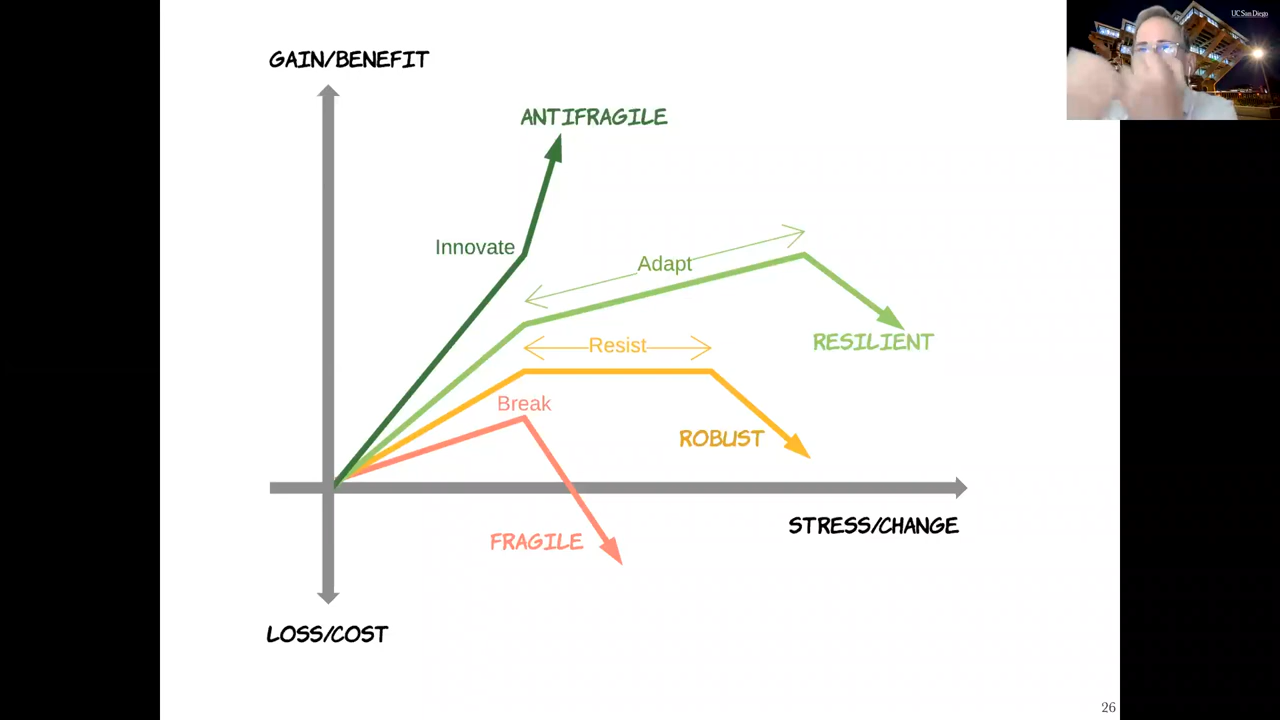 UC San Diego
GAIN/BENEFIT
ANTIFRAGILE
Innovate
Adapt
RESILIENT
Resist
Break
ROBUST
STRESS/CHANGE
FRAGILE
LOSS/COST
26